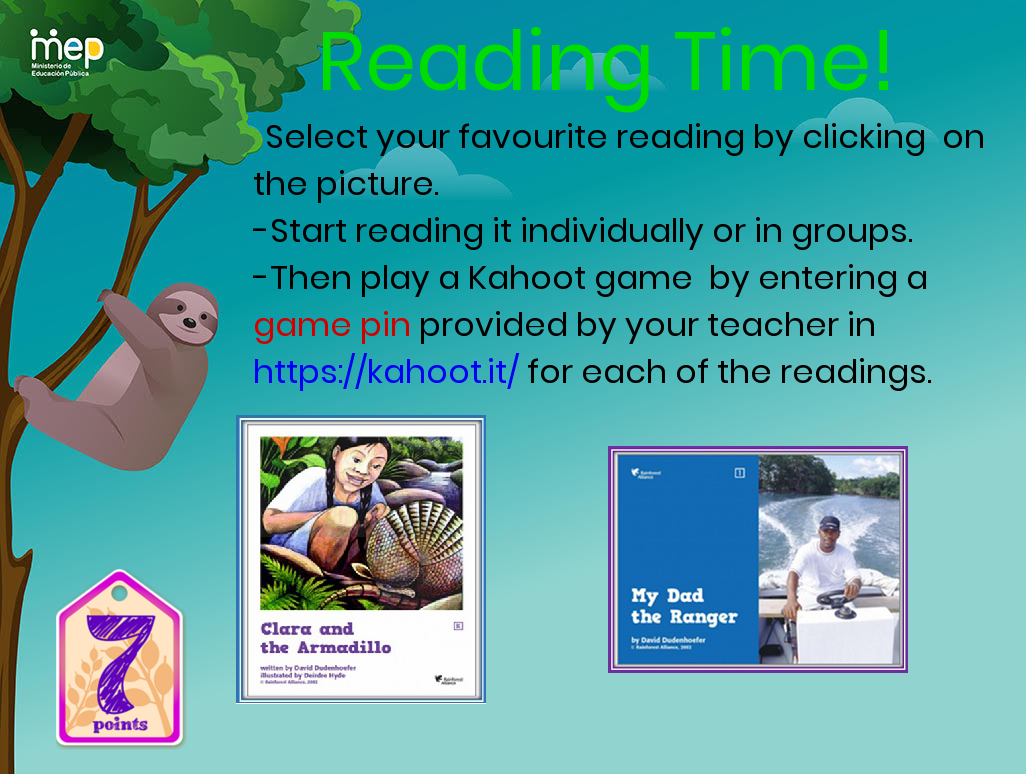 mep
Ministerio de
Educación Pública
Reading Time!
-Select your favourite reading by clicking on
the picture.
-Start reading it individually or in groups.
-Then play a Kahoot game by entering a
game pin provided by your teacher in
https://kahoot.it/ for each of the readings.
Clara and
the Armadillo
K
written by David Dudenhoefer
illustrated by Deirdre Hyde
© Rainforest Alliance, 2002
Rainforest
Alliance
Rainforest
Alliance
1
My Dad
the Ranger
by David Dudenhoefer
© Rainforest Alliance, 2002
7
points